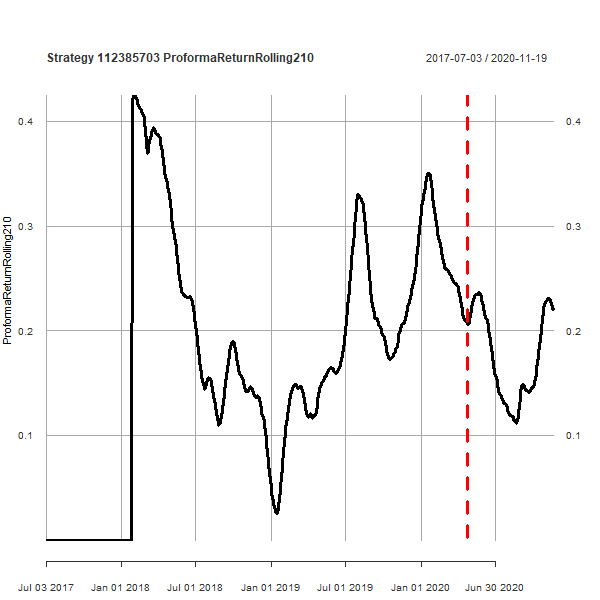 Strategy 112385703 ProformaReturnRolling210
2017-07-03 / 2020-11-19
ProformaReturnRolling210
0.4
0.4
0.3
0.3
0.2
0.2
0.1
0.1
Jul 03 2017
Jan 01 2018
Jul 01 2018
Jan 01 2019
Jul 01 2019
Jan 01 2020
Jun 30 2020